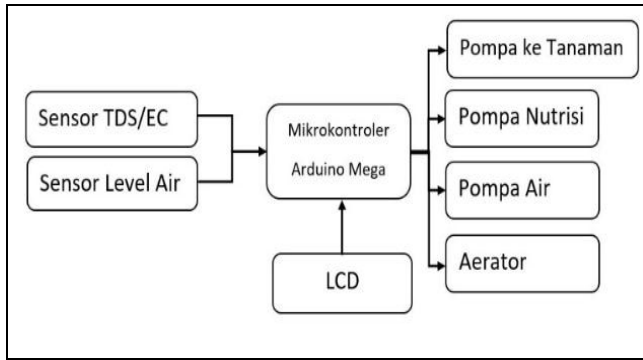 Sensor TDS/EC
Sensor Level Air
Mikrokontroler
Arduino Mega
LCD
Pompa ke Tanaman
Pompa Nutrisi
Pompa Air
Aerator